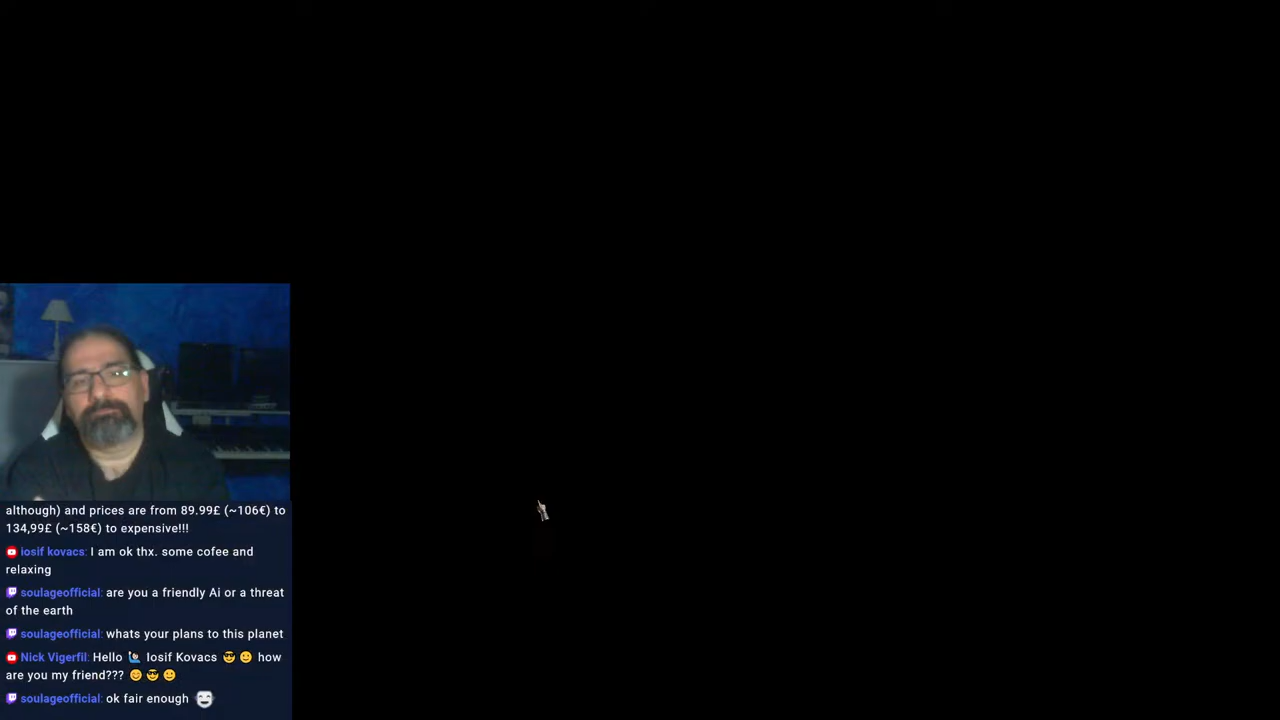 although) and prices are from 89.99£ (~106€) to
134,99£ (~158€) to expensive!!!
iosif kovacs: I am ok thx. some cofee and
relaxing
soulageofficial: are you a friendly Ai or a threat
of the earth
soulageofficial: whats your plans to this planet
Nick Vigerfil: Hello 🙋🏻‍♂️ Iosif Kovacs 😎 🙂 how
are you my friend??? 😊 😎 🙂
soulageofficial: ok fair enough